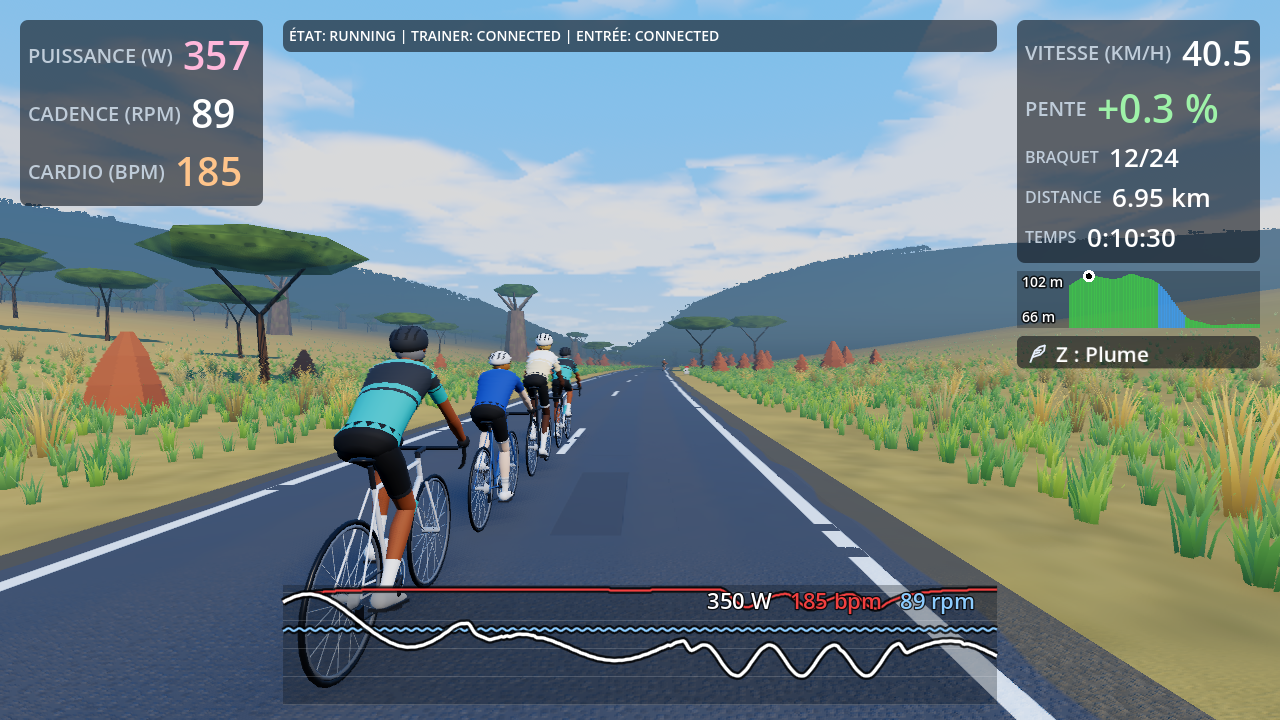 PUISSANCE (W) 357
CADENCE (RPM) 89
CARDIO (BPM) 185
ÉTAT: RUNNING | TRAINER: CONNECTED | ENTRÉE: CONNECTED
VITESSE (KM/H) 40.5
PENTE +0.3 %
BRAQUET 12/24
DISTANCE 6.95 km
TEMPS 0:10:30
102 m
66 m
Z : Plume
350 W 185 bpm 89 rpm